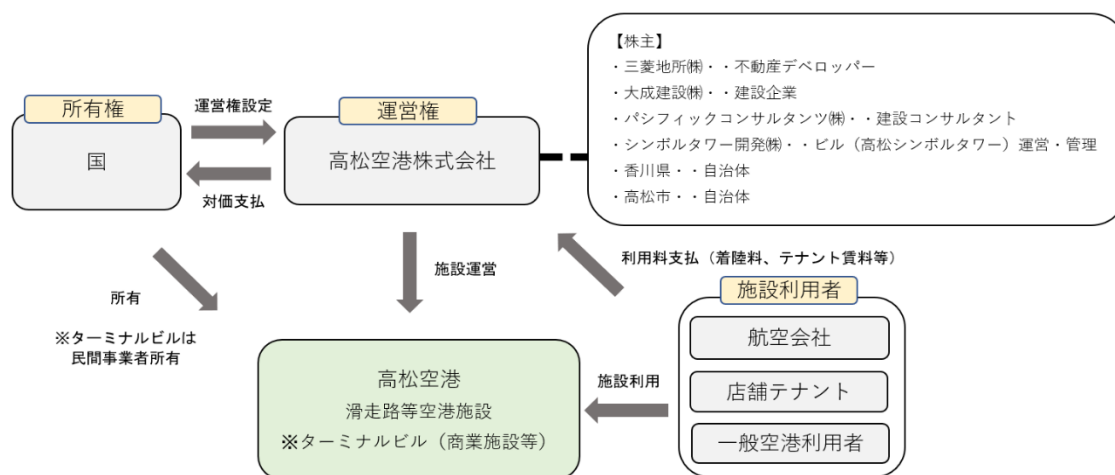 【株主】
・三菱地所㈱・・不動産デベロッパー
・大成建設㈱・・建設企業
・パシフィックコンサルタンツ㈱・・建設コンサルタント
・シンボルタワー開発㈱・・ビル（高松シンボルタワー）運営・管理
・香川県・・自治体
・高松市・・自治体
所有権
国
運営権設定
対価支払
運営権
高松空港株式会社
所有
※ターミナルビルは
民間事業者所有
施設運営
利用料支払（着陸料、テナント賃料等）
施設利用者
航空会社
店舗テナント
一般空港利用者
施設利用
高松空港
滑走路等空港施設
※ターミナルビル（商業施設等）